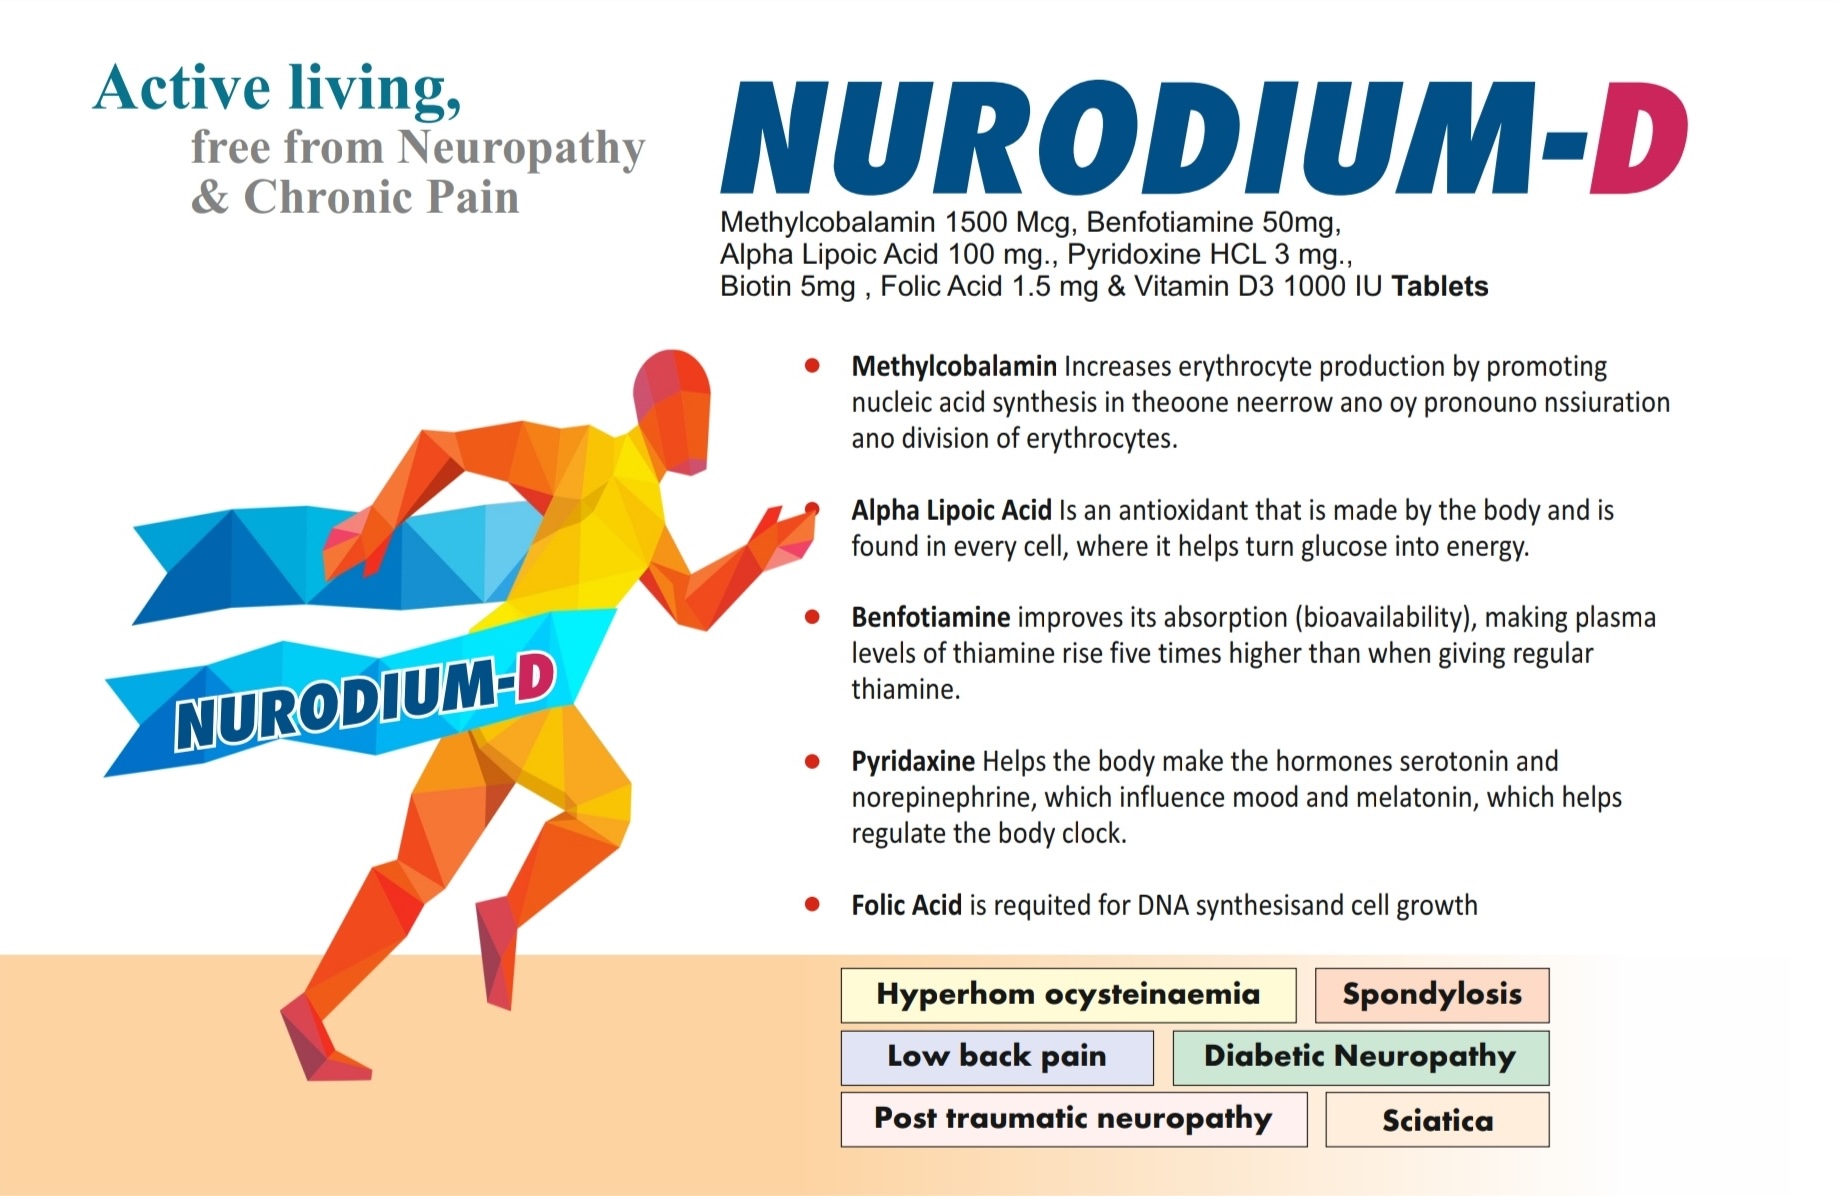 Active living,
free from Neuropathy
& Chronic Pain
NURODIUM-D
Methylcobalamin 1500 Mcg, Benfotiamine 50mg,
Alpha Lipoic Acid 100 mg., Pyridoxine HCL 3 mg.,
Biotin 5mg , Folic Acid 1.5 mg & Vitamin D3 1000 IU Tablets
Methylcobalamin Increases erythrocyte production by promoting
nucleic acid synthesis in theoone neerrow ano oy pronouno nssiuration
ano division of erythrocytes.
Alpha Lipoic Acid Is an antioxidant that is made by the body and is
found in every cell, where it helps turn glucose into energy.
Benfotiamine improves its absorption (bioavailability), making plasma
levels of thiamine rise five times higher than when giving regular
thiamine.
Pyridaxine Helps the body make the hormones serotonin and
norepinephrine, which influence mood and melatonin, which helps
regulate the body clock.
Folic Acid is requited for DNA synthesisand cell growth
NURODIUM-D
Hyperhom ocysteinaemia
Spondylosis
Low back pain
Diabetic Neuropathy
Post traumatic neuropathy
Sciatica